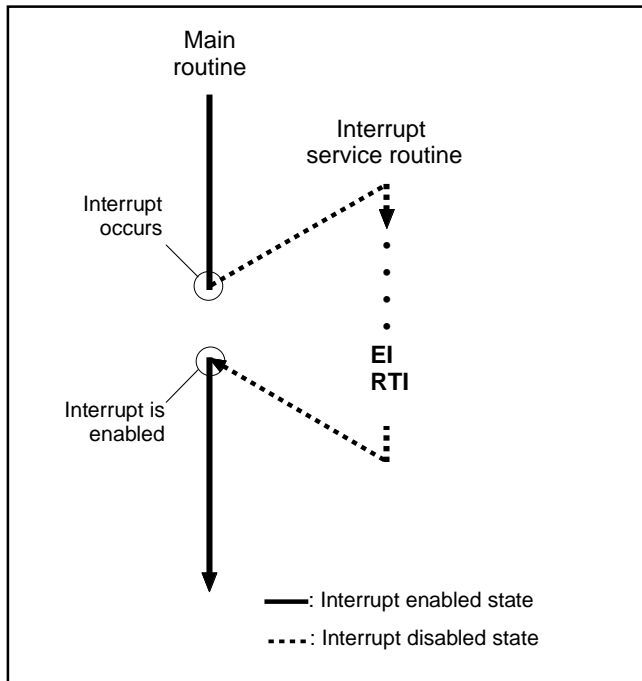 Main
routine
Interrupt
service routine
Interrupt
occurs
EI
RTI
Interrupt is
enabled
: Interrupt enabled state
: Interrupt disabled state